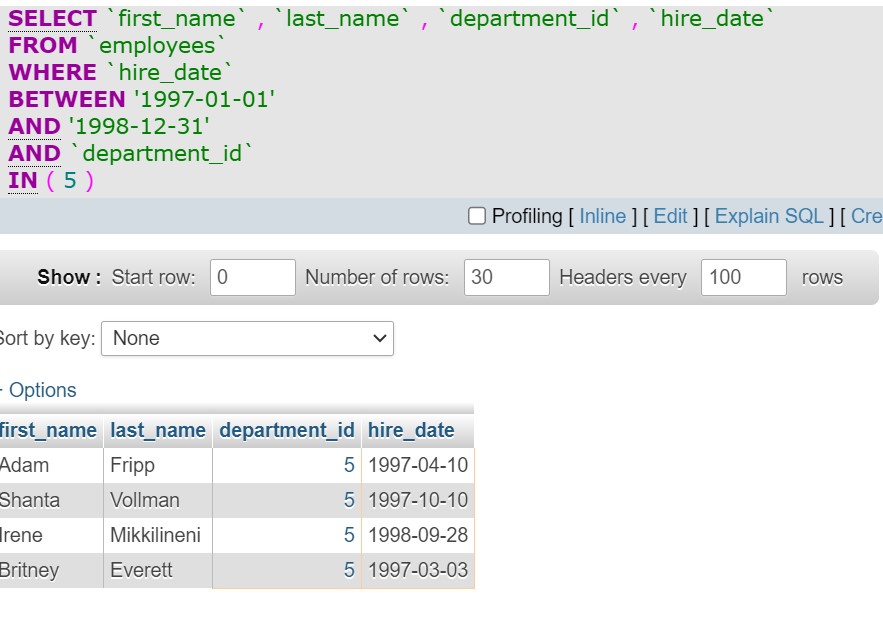 SELECT `first_name` , `last_name` , `department_id` , `hire_date`
FROM `employees`
WHERE `hire_date`
BETWEEN '1997-01-01'
AND '1998-12-31'
AND `department_id`
IN ( 5 )
Profiling [ Inline ] [ Edit ] [ Explain SQL ] [ Cre
Show : Start row: 0 Number of rows: 30 Headers every 100 rows
Sort by key: None
Options
first_name last_name department_id hire_date
Adam Fripp 5 1997-04-10
Shanta Vollman 5 1997-10-10
Irene Mikkilineni 5 1998-09-28
Britney Everett 5 1997-03-03